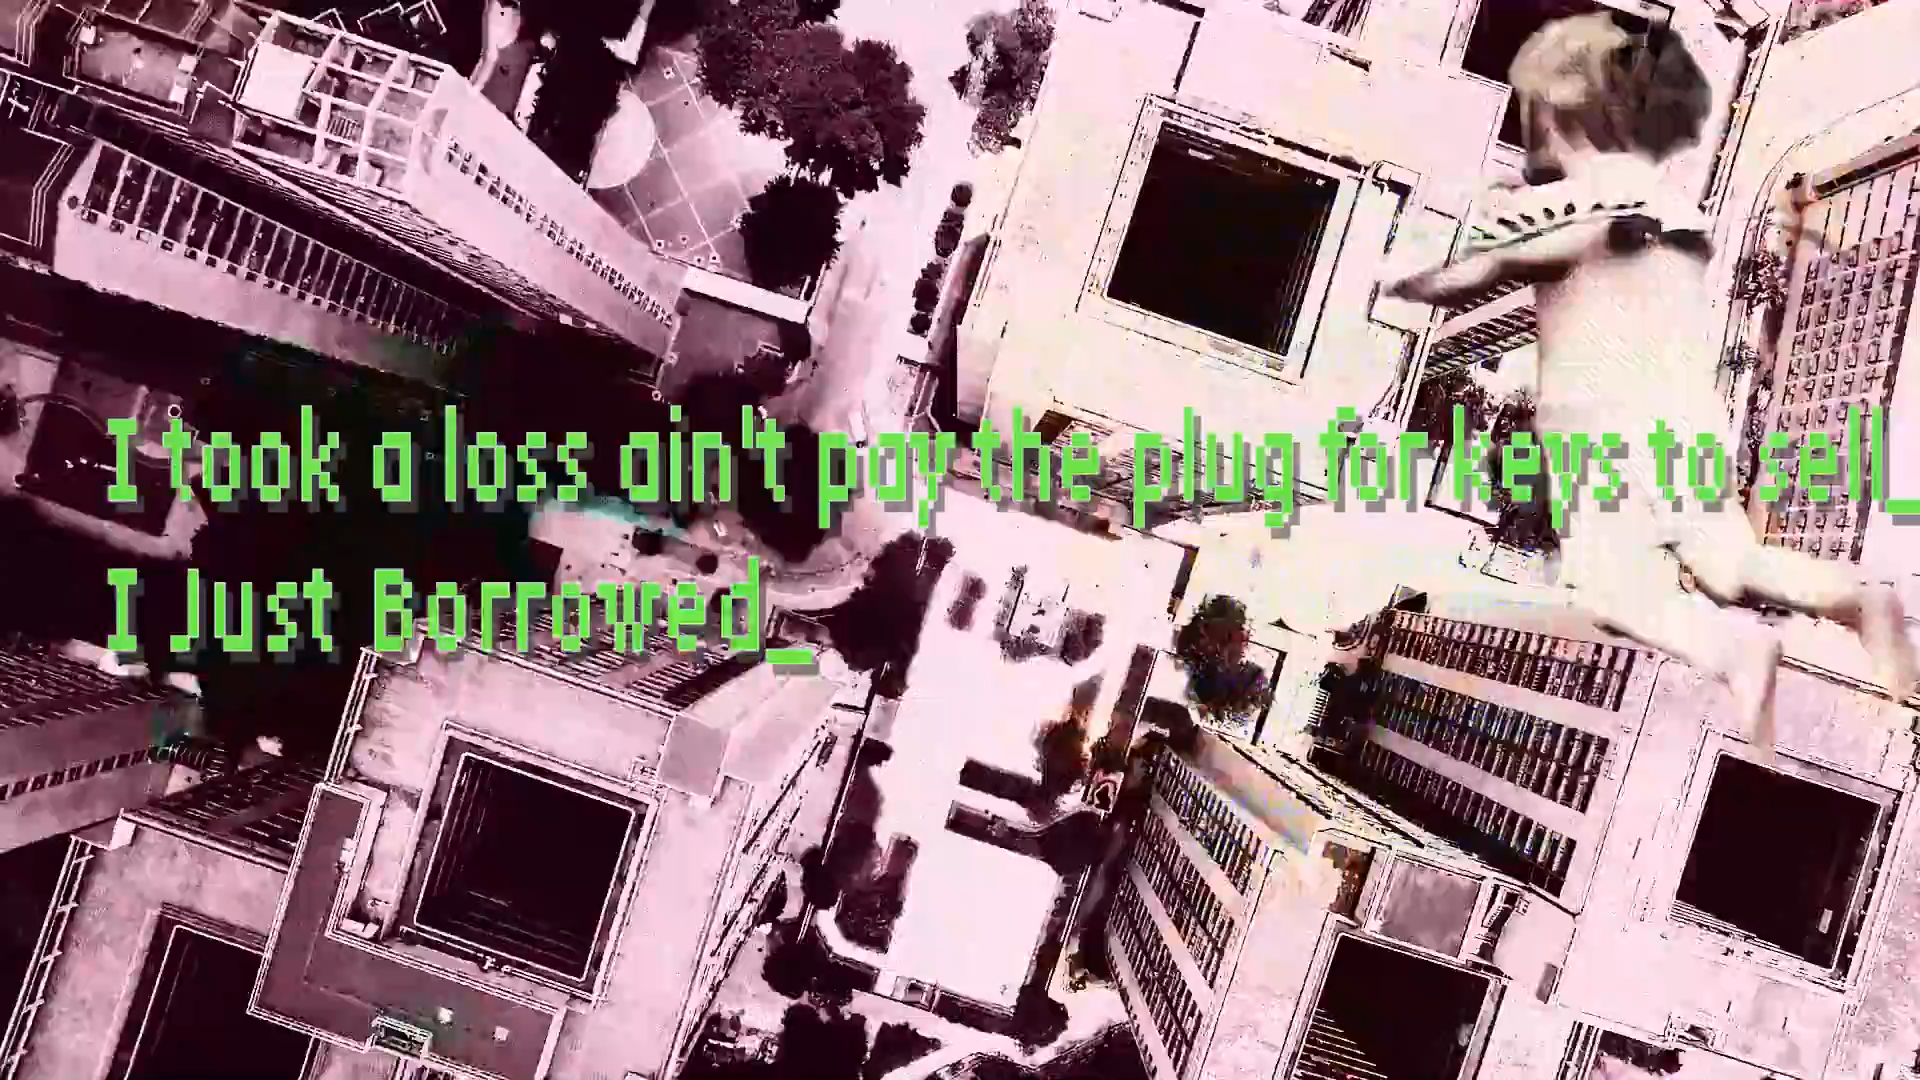 I took a loss ain't pay the plug for keys to sell_
I Just Borrowed_